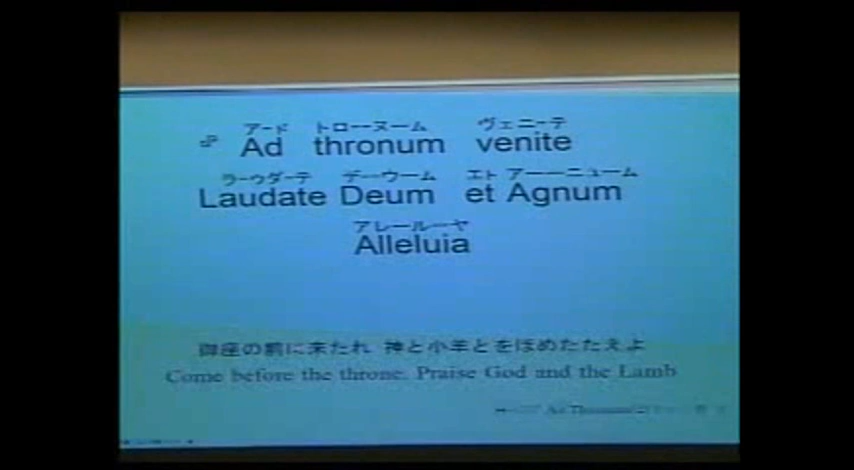 アード トローーヌーム ヴェニーテ
Ad thronum venite
ラーウダーテ デーーウーム エト アーーニューム
Laudate Deum et Agnum
アレールーヤ
Alleluia
御座の前に来たれ 神と小羊とをほめたたえよ
Come before the throne. Praise God and the Lamb
Ad Thronum